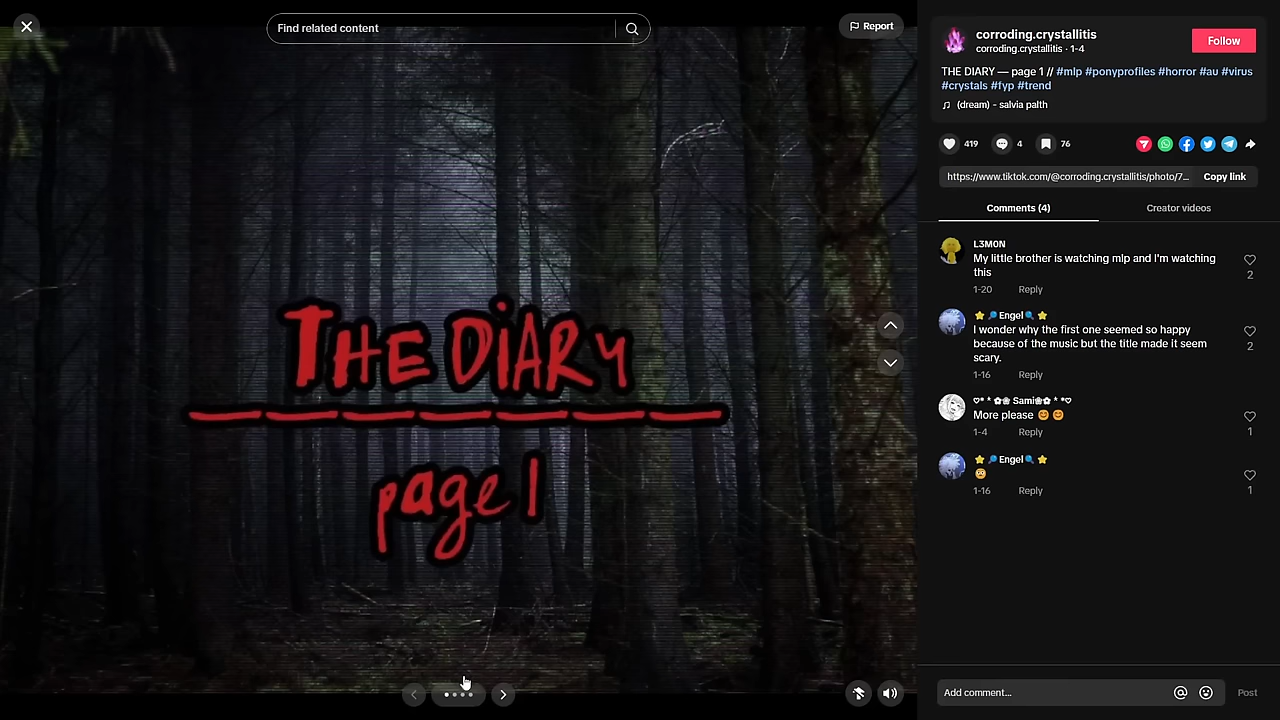 Find related content
Report
THE DiARY
page 1
corroding.crystallitis
corroding.crystallitis · 1-4
Follow
THE DIARY — page 1 // #mlp #ponyprofiles #horror #au #virus
#crystals #fyp #trend
(dream) - salvia palth
419
4
76
https://www.tiktok.com/@corroding.crystallitis/photo/7...
Copy link
Comments (4)
Creator videos
L3M0N
My little brother is watching mlp and I'm watching
this
1-20 Reply
2
⭐🔍Engel🔍⭐
I wonder why the first one seemed so happy
because of the music but the title made it seem
scary.
1-16 Reply
2
Sami
More please
1-4 Reply
1
⭐🔍Engel🔍⭐
Reply
1
Add comment...
Post